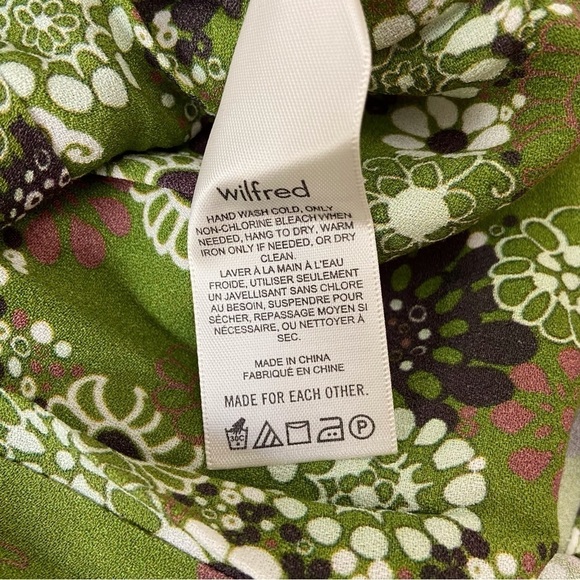 wilfred
HAND WASH COLD, ONLY
NON-CHLORINE BLEACH WHEN
NEEDED, HANG TO DRY, WARM
IRON ONLY IF NEEDED, OR DRY
CLEAN.
LAVER À LA MAIN À L'EAU
FROIDE, UTILISER SEULEMENT
UN JAVELLISANT SANS CHLORE
AU BESOIN, SUSPENDRE POUR
SÉCHER, REPASSAGE MOYEN SI
NÉCESSAIRE, OU NETTOYER À
SEC.
MADE IN CHINA
FABRIQUÉ EN CHINE
MADE FOR EACH OTHER.
30C P